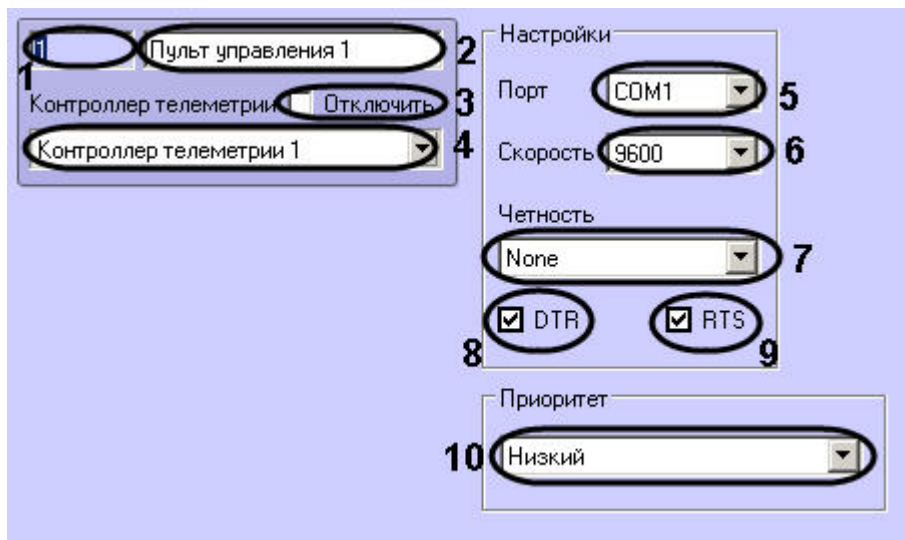 1 Пульт управления 1 2
1
Контроллер телеметрии Отключить 3
Контроллер телеметрии 1 4
Настройки
Порт COM1 5
Скорость 9600 6
Четность
None 7
DTR RTS
8 9
Приоритет
10 Низкий